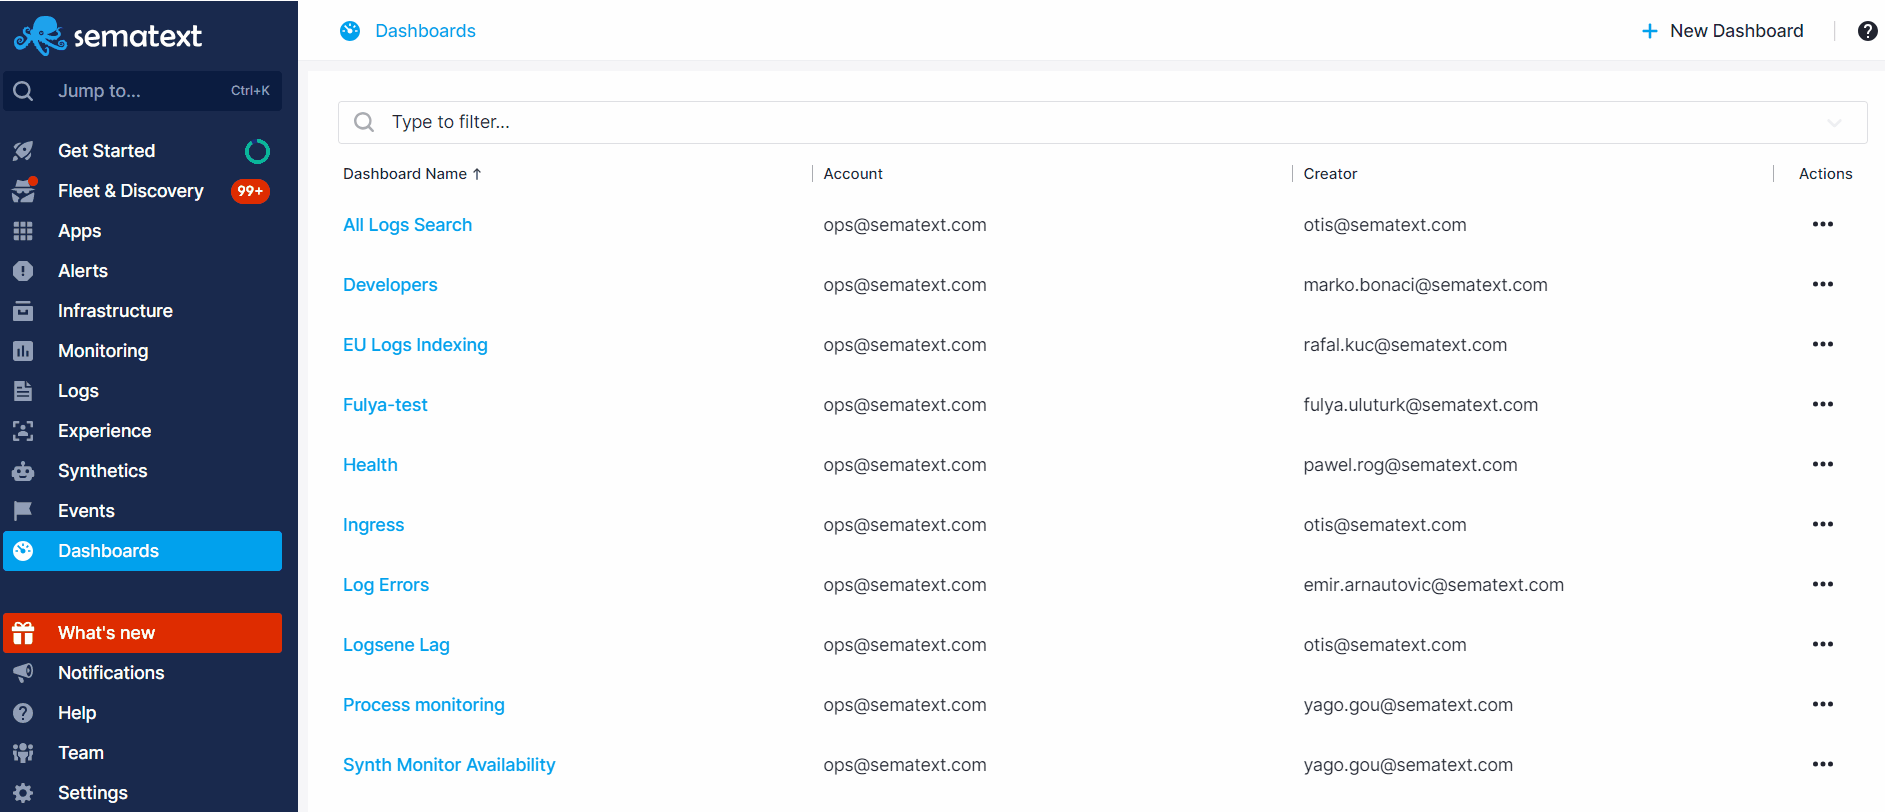 sematext
Jump to... Ctrl+K
Get Started
Fleet & Discovery 99+
Apps
Alerts
Infrastructure
Monitoring
Logs
Experience
Synthetics
Events
Dashboards
What's new
Notifications
Help
Team
Settings
Dashboards
+ New Dashboard
?
Type to filter...
Dashboard Name ↑ Account Creator Actions
All Logs Search ops@sematext.com otis@sematext.com •••
Developers ops@sematext.com marko.bonaci@sematext.com •••
EU Logs Indexing ops@sematext.com rafal.kuc@sematext.com •••
Fulya-test ops@sematext.com fulya.uluturk@sematext.com •••
Health ops@sematext.com pawel.rog@sematext.com •••
Ingress ops@sematext.com otis@sematext.com •••
Log Errors ops@sematext.com emir.arnautovic@sematext.com •••
Logsene Lag ops@sematext.com otis@sematext.com •••
Process monitoring ops@sematext.com yago.gou@sematext.com •••
Synth Monitor Availability ops@sematext.com yago.gou@sematext.com •••